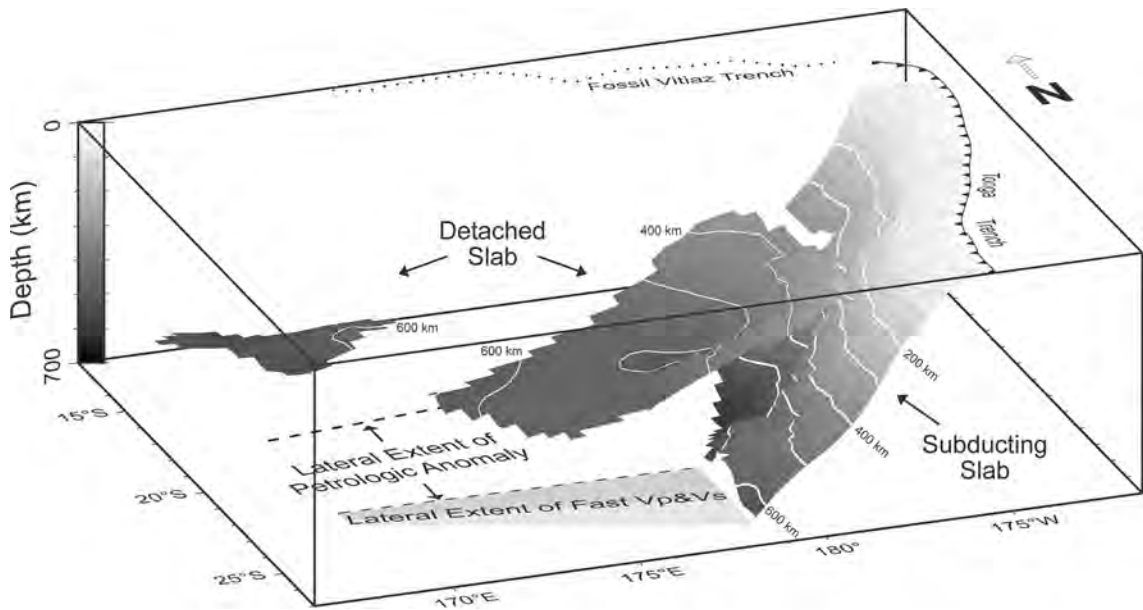 Fossil Vitiaz Trench
N
0
Depth (km)
700
Tonga
Trench
Detached
Slab
400 km
600 km
600 km
200 km
400 km
600 km
Subducting
Slab
Lateral Extent of
Petrologic Anomaly
Lateral Extent of Fast Vp&Vs
15°S
20°S
25°S
170°E
175°E
180°
175°W